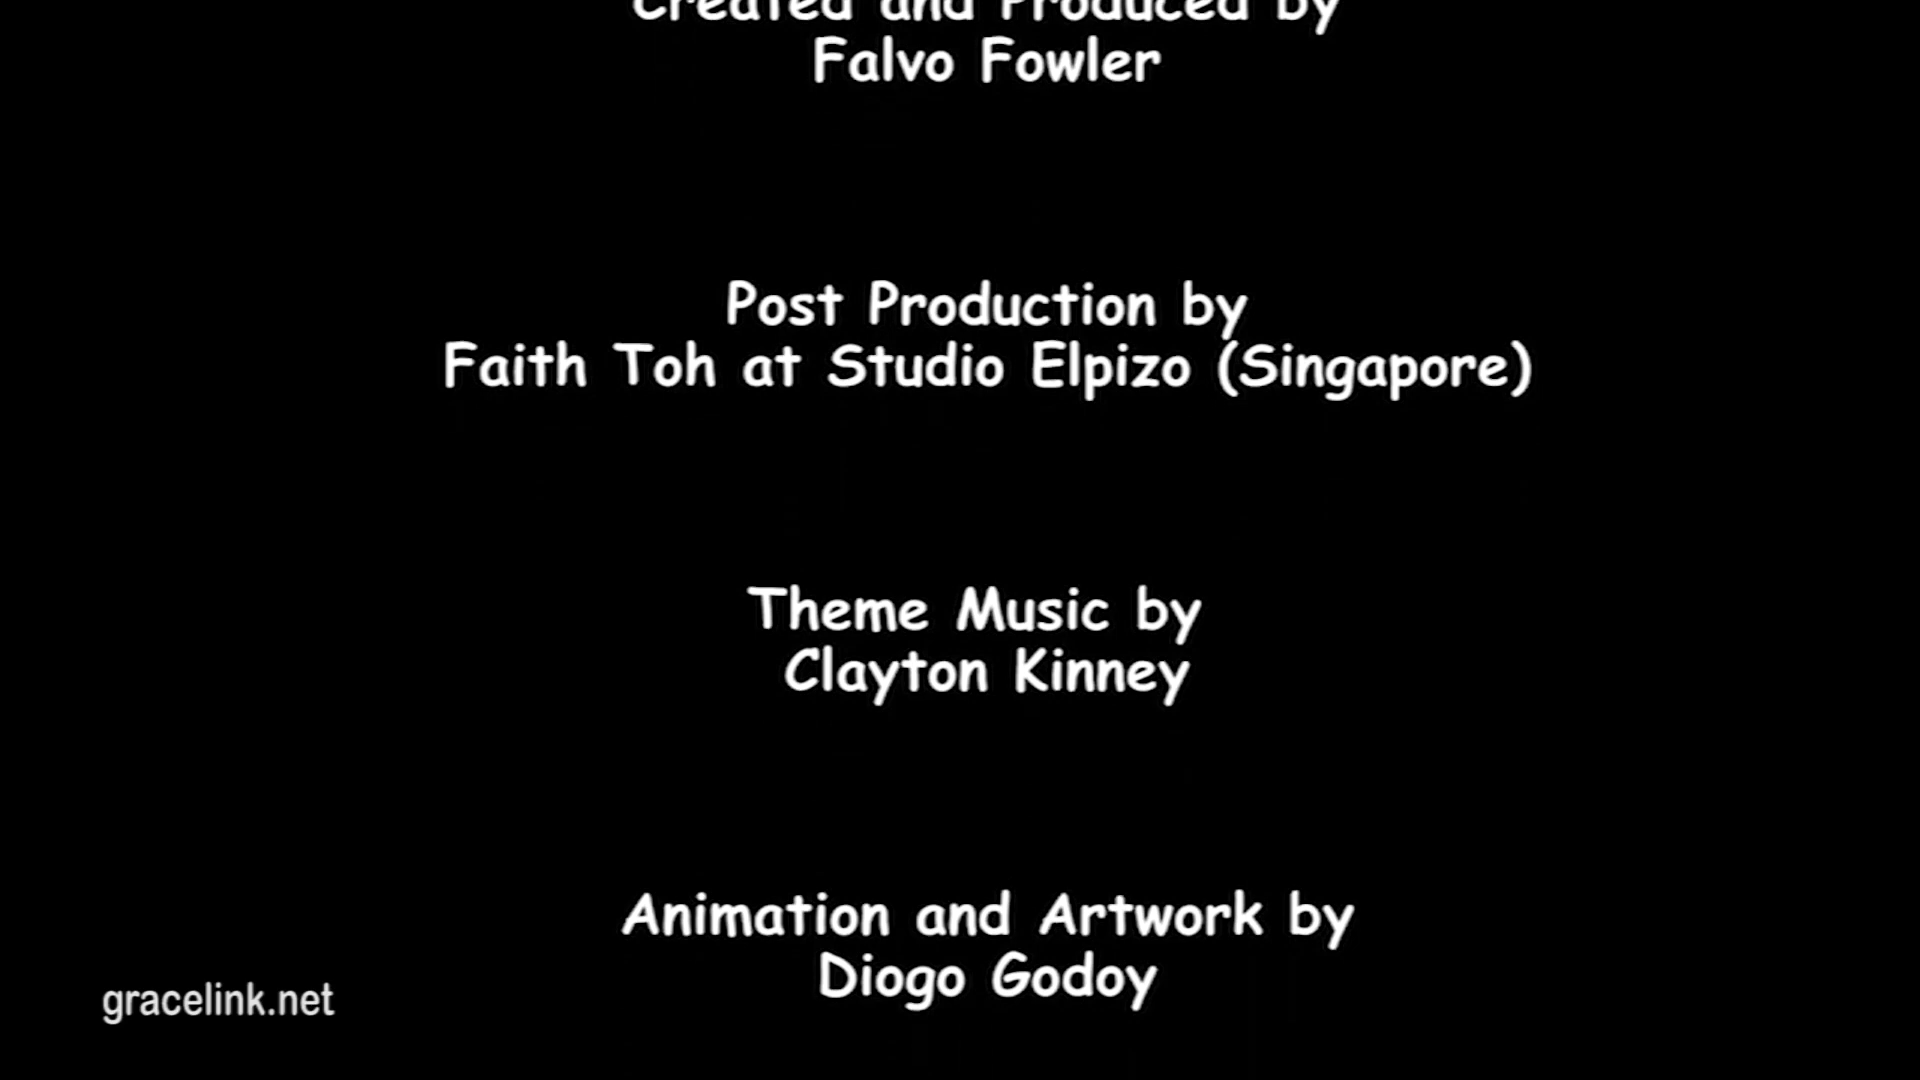 Created and Produced by
Falvo Fowler
Post Production by
Faith Toh at Studio Elpizo (Singapore)
Theme Music by
Clayton Kinney
Animation and Artwork by
Diogo Godoy
gracelink.net